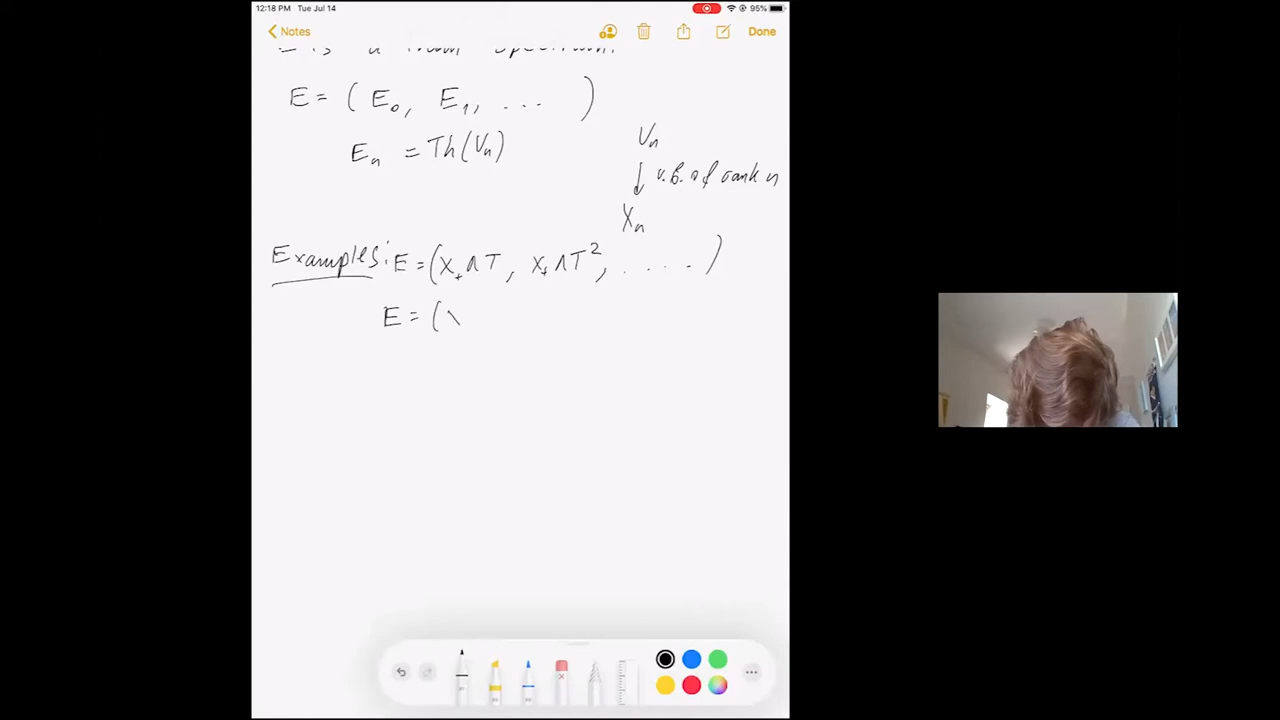 12:18 PM Tue Jul 14
95%
Notes
Done
E = ( E₀, E₁, ... )
Eₙ = Th(Vₙ)
Vₙ
↓ v.b. of rank n
Xₙ
Examples: E = (X₊∧T, X₊∧T², . . . . .)
E = (